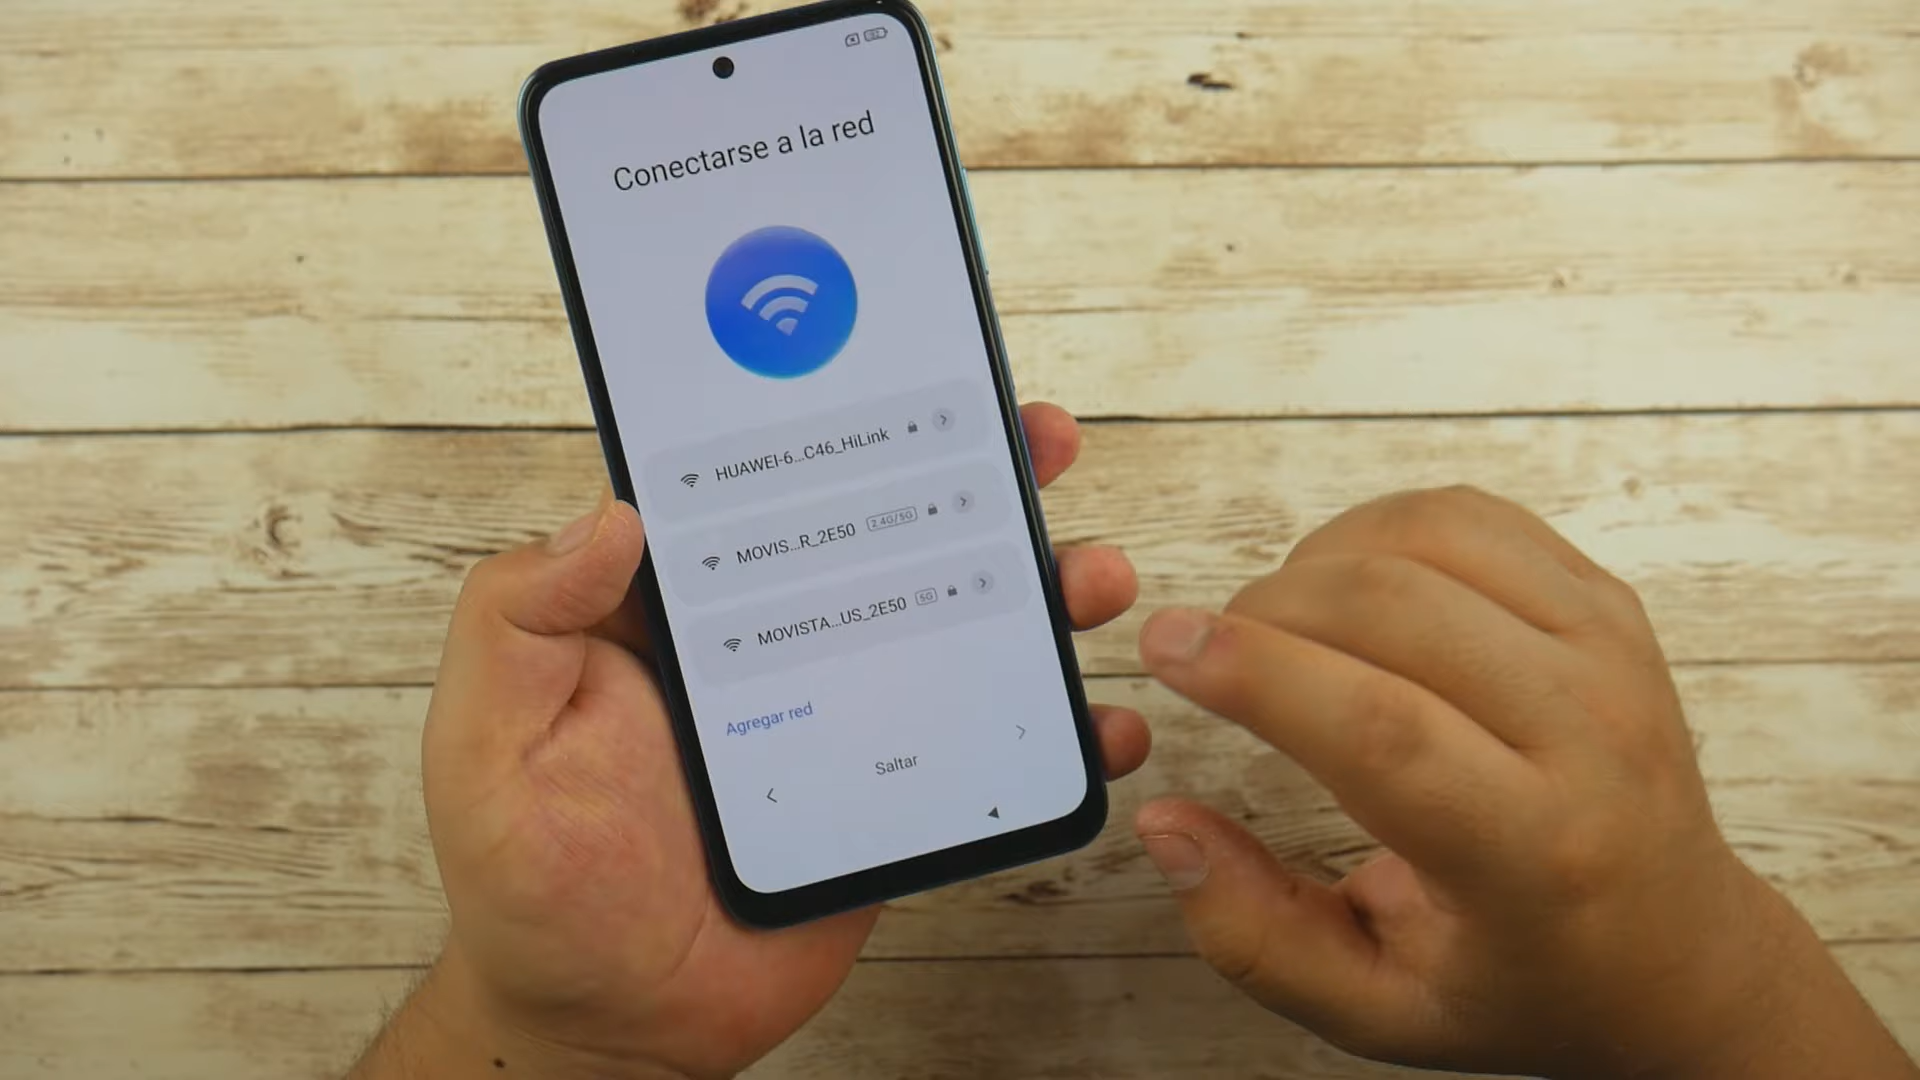 Conectarse a la red
HUAWEI-6...C46_HiLink
MOVIS...R_2E50 2.4G/5G
MOVISTA...US_2E50 5G
Agregar red
Saltar